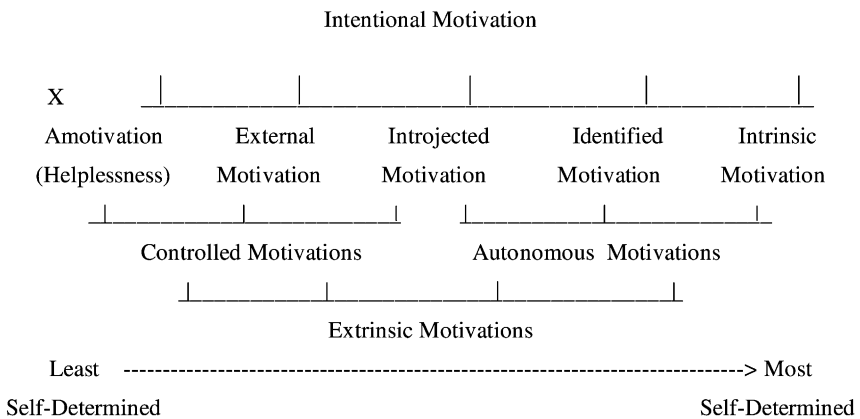 Intentional Motivation
X
Amotivation External Introjected Identified Intrinsic
(Helplessness) Motivation Motivation Motivation Motivation
Controlled Motivations Autonomous Motivations
Extrinsic Motivations
Least ----------------------------------------------------------------------------------> Most
Self-Determined Self-Determined